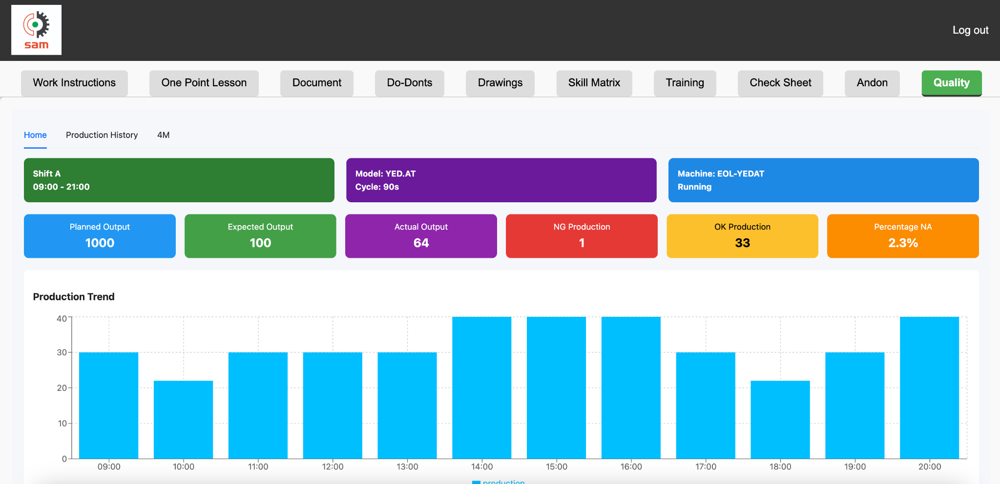 sam
Log out
Work Instructions
One Point Lesson
Document
Do-Donts
Drawings
Skill Matrix
Training
Check Sheet
Andon
Quality
Home
Production History
4M
Shift A
09:00 - 21:00
Model: YED.AT
Cycle: 90s
Machine: EOL-YEDAT
Running
Planned Output
1000
Expected Output
100
Actual Output
64
NG Production
1
OK Production
33
Percentage NA
2.3%
Production Trend
40
30
20
10
0
09:00
10:00
11:00
12:00
13:00
14:00
15:00
16:00
17:00
18:00
19:00
20:00
production